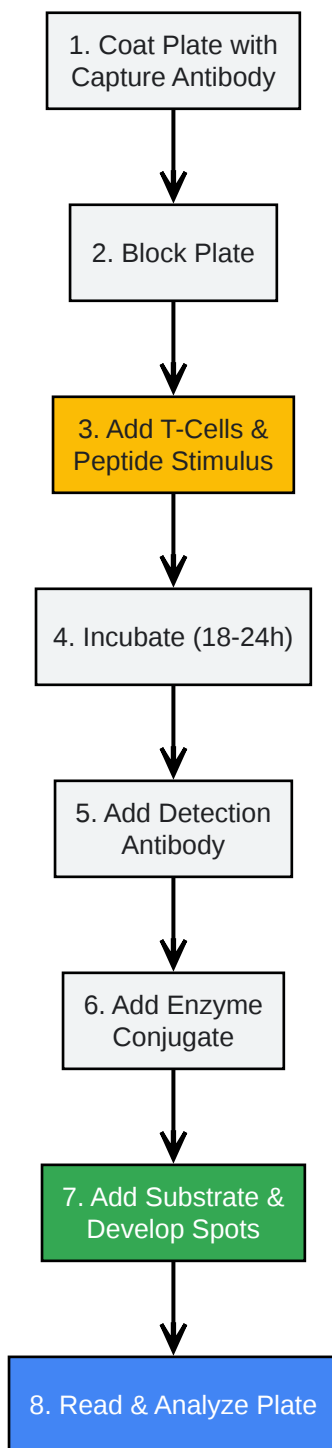 1. Coat Plate with
Capture Antibody
2. Block Plate
3. Add T-Cells &
Peptide Stimulus
4. Incubate (18-24h)
5. Add Detection
Antibody
6. Add Enzyme
Conjugate
7. Add Substrate &
Develop Spots
8. Read & Analyze Plate